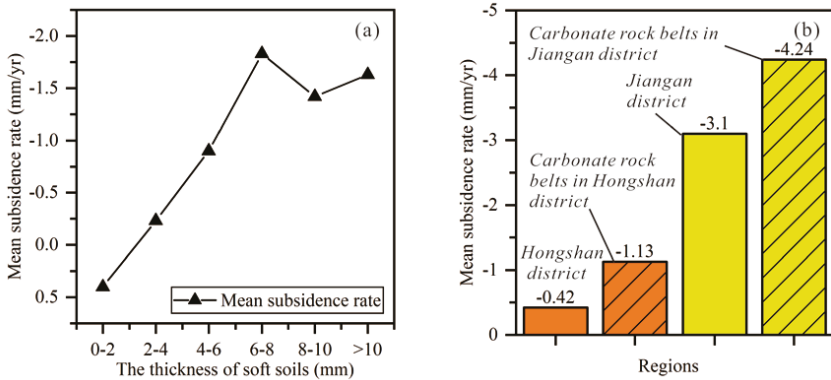 (a)
Mean subsidence rate (mm/yr)
-2.0
-1.5
-1.0
-0.5
0.0
0.5
Mean subsidence rate
0-2
2-4
4-6
6-8
8-10
>10
The thickness of soft soils (mm)
(b)
Mean subsidence rate (mm/yr)
-5
-4
-3
-2
-1
0
Carbonate rock belts in
Jiangan district
-4.24
Jiangan
district
-3.1
Carbonate rock
belts in Hongshan
district
-1.13
Hongshan
district
-0.42
Regions